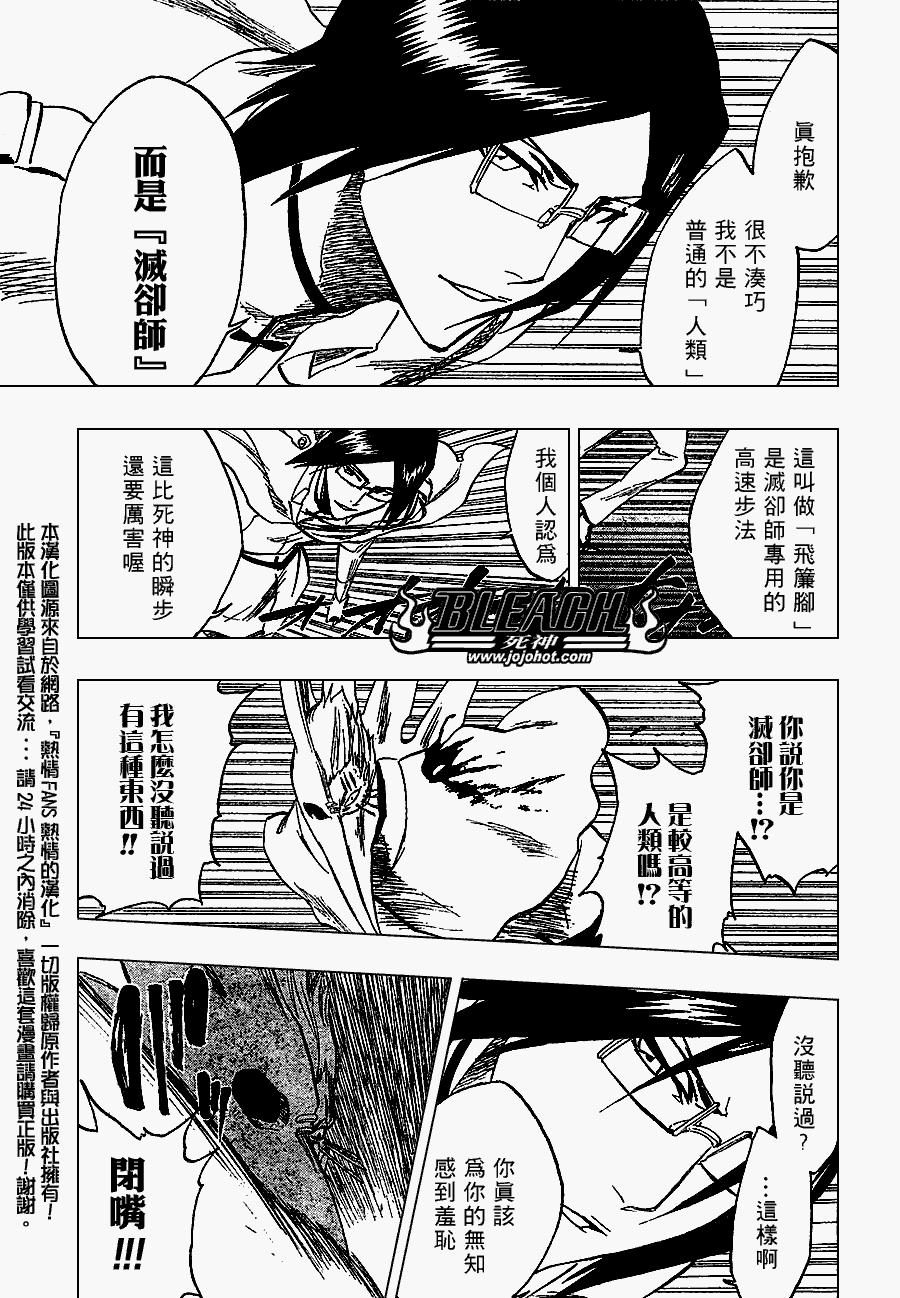 真抱歉
很不湊巧
我不是
普通的「人類」
而是『滅卻師』
這叫做「飛簾腳」
是滅卻師專用的
高速步法
我個人認為
這比死神的瞬步
還要厲害喔
BLEACH
死神
www.jojohot.com
你說你是
滅卻師…!?
是較高等的
人類嗎!?
我怎麼沒聽說過
有這種東西!!
沒聽說過?
…這樣啊
你真該
為你的無知
感到羞恥
閉嘴!!!
本漢化圖源來自於網路,『熱情FANS熱情的漢化』一切版權歸原作者與出版社擁有!
此版本僅供學習試看交流…請24小時之內消除,喜歡這套漫畫請購買正版!謝謝。